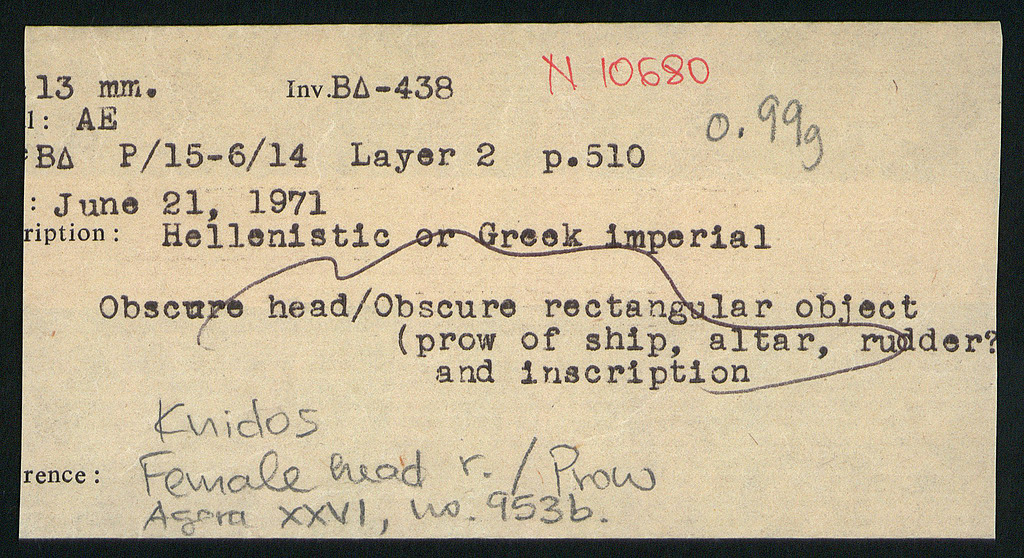 13 mm. Inv.BΔ-438 N 10680
l: AE 0.99g
: BΔ P/15-6/14 Layer 2 p.510
: June 21, 1971
ription: Hellenistic or Greek imperial
Obscure head/Obscure rectangular object
(prow of ship, altar, rudder?
and inscription
Knidos
rence: Female head r. / Prow
Agora XXVI, no. 953b.